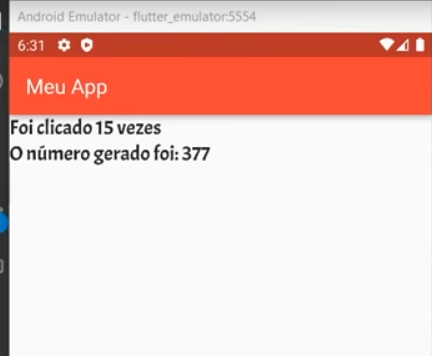 Android Emulator - flutter_emulator:5554
6:31
Meu App
Foi clicado 15 vezes
O número gerado foi: 377